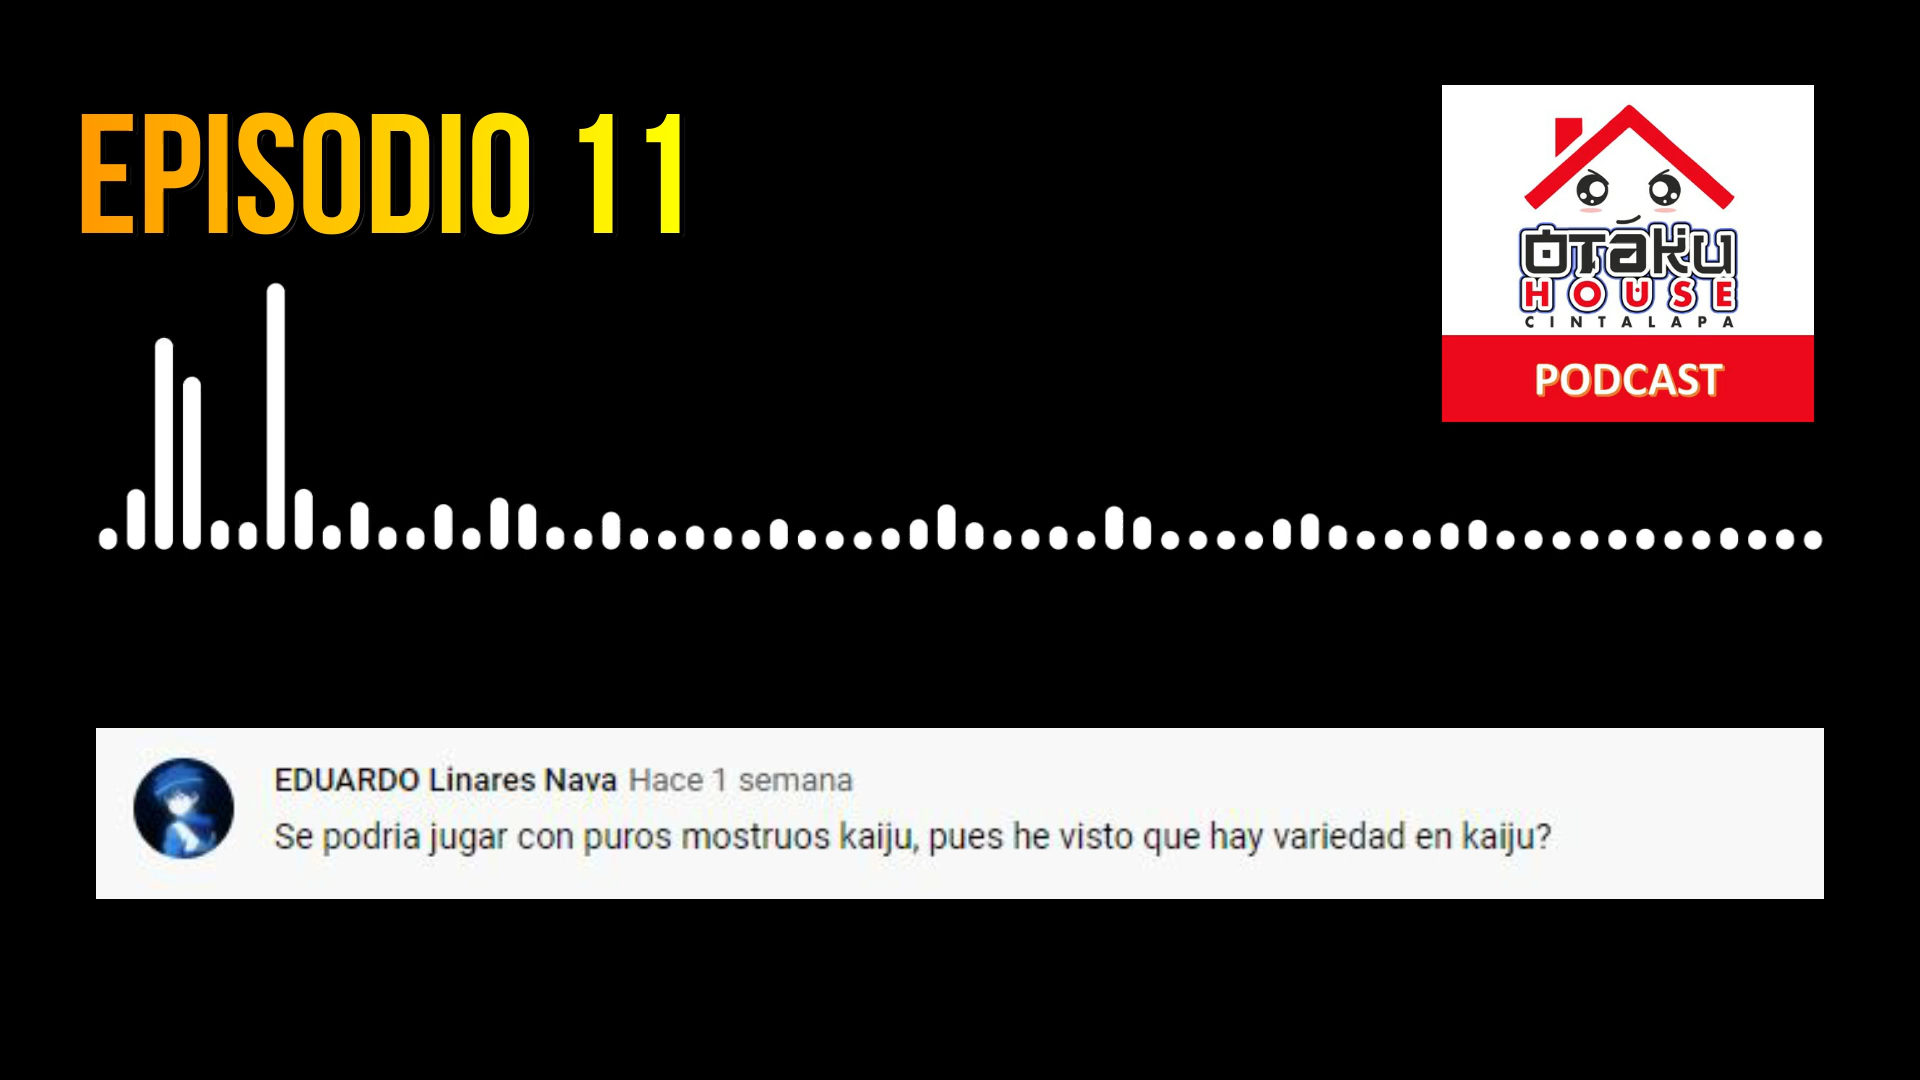 EPISODIO 11
OTaKU
HOUSE
CINTALAPA
PODCAST
EDUARDO Linares Nava Hace 1 semana
Se podria jugar con puros mostruos kaiju, pues he visto que hay variedad en kaiju?